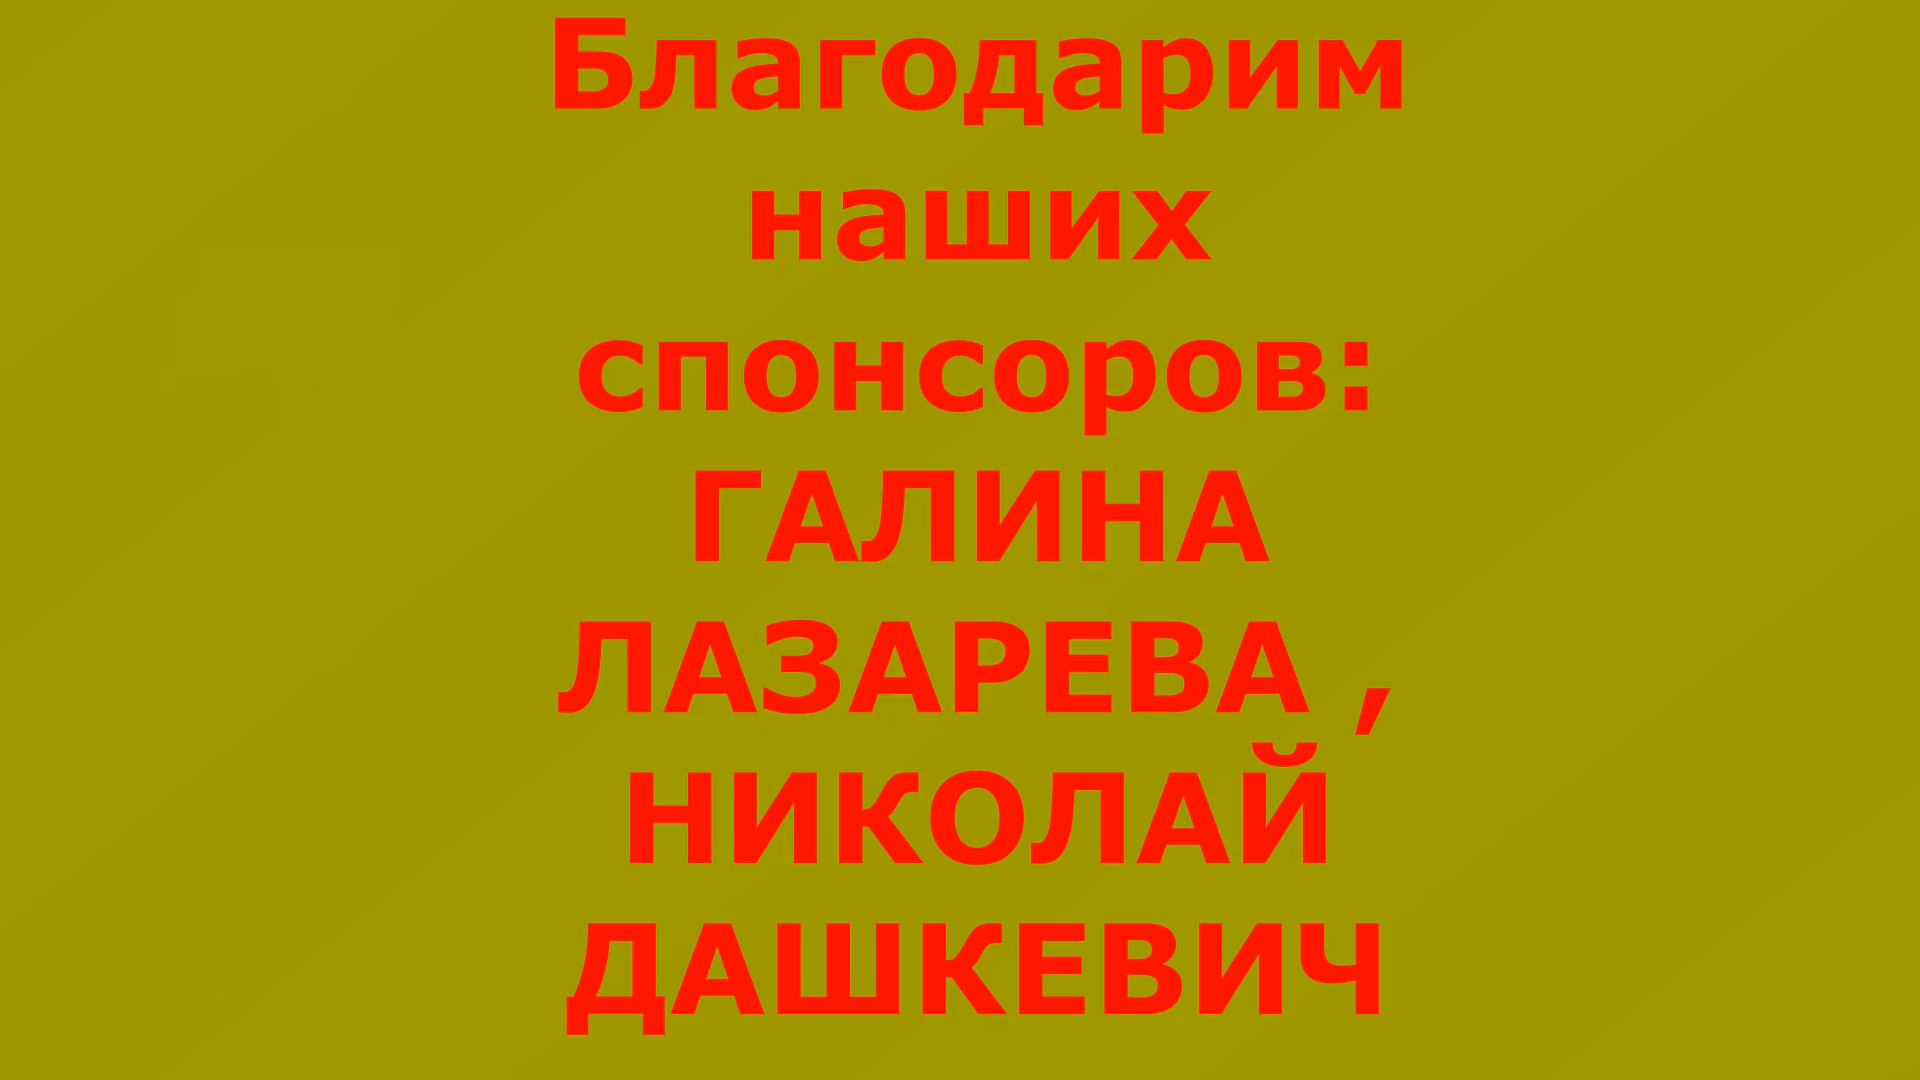 Благодарим
наших
спонсоров:
ГАЛИНА
ЛАЗАРЕВА ,
НИКОЛАЙ
ДАШКЕВИЧ